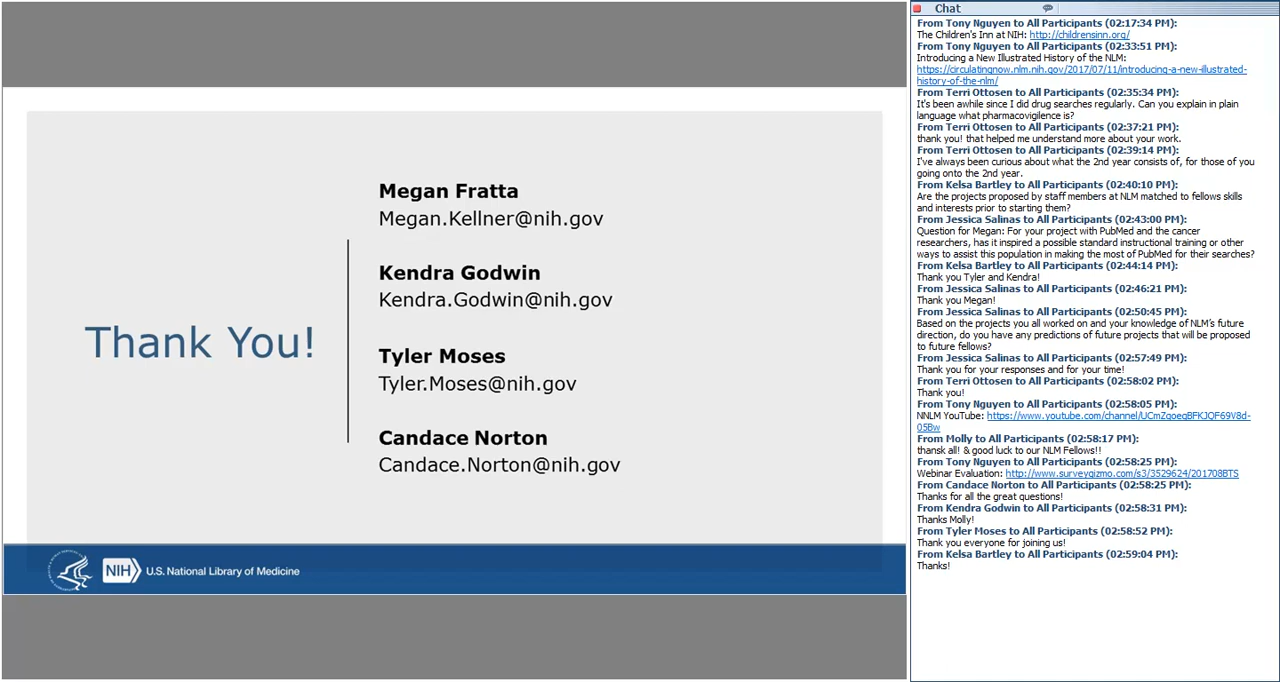 Thank You!
Megan Fratta
Megan.Kellner@nih.gov
Kendra Godwin
Kendra.Godwin@nih.gov
Tyler Moses
Tyler.Moses@nih.gov
Candace Norton
Candace.Norton@nih.gov
NIH U.S. National Library of Medicine
Chat
From Tony Nguyen to All Participants (02:17:34 PM):
The Children's Inn at NIH: http://childrensinn.org/
From Tony Nguyen to All Participants (02:33:51 PM):
Introducing a New Illustrated History of the NLM:
https://circulatingnow.nlm.nih.gov/2017/07/11/introducing-a-new-illustrated-
history-of-the-nlm/
From Terri Ottosen to All Participants (02:35:34 PM):
It's been awhile since I did drug searches regularly. Can you explain in plain
language what pharmacovigilence is?
From Terri Ottosen to All Participants (02:37:21 PM):
thank you! that helped me understand more about your work.
From Terri Ottosen to All Participants (02:39:14 PM):
I've always been curious about what the 2nd year consists of, for those of you
going onto the 2nd year.
From Kelsa Bartley to All Participants (02:40:10 PM):
Are the projects proposed by staff members at NLM matched to fellows skills
and interests prior to starting them?
From Jessica Salinas to All Participants (02:43:00 PM):
Question for Megan: For your project with PubMed and the cancer
researchers, has it inspired a possible standard instructional training or other
ways to assist this population in making the most of PubMed for their searches?
From Kelsa Bartley to All Participants (02:44:14 PM):
Thank you Tyler and Kendra!
From Jessica Salinas to All Participants (02:46:21 PM):
Thank you Megan!
From Jessica Salinas to All Participants (02:50:45 PM):
Based on the projects you all worked on and your knowledge of NLM's future
direction, do you have any predictions of future projects that will be proposed
to future fellows?
From Jessica Salinas to All Participants (02:57:49 PM):
Thank you for your responses and for your time!
From Terri Ottosen to All Participants (02:58:02 PM):
Thank you!
From Tony Nguyen to All Participants (02:58:05 PM):
NNLM YouTube: https://www.youtube.com/channel/UCmZqoegBFKJQF69V8d-
05Bw
From Molly to All Participants (02:58:17 PM):
thansk all! & good luck to our NLM Fellows!!
From Tony Nguyen to All Participants (02:58:25 PM):
Webinar Evaluation: http://www.surveygizmo.com/s3/3529624/201708BTS
From Candace Norton to All Participants (02:58:25 PM):
Thanks for all the great questions!
From Kendra Godwin to All Participants (02:58:31 PM):
Thanks Molly!
From Tyler Moses to All Participants (02:58:52 PM):
Thank you everyone for joining us!
From Kelsa Bartley to All Participants (02:59:04 PM):
Thanks!